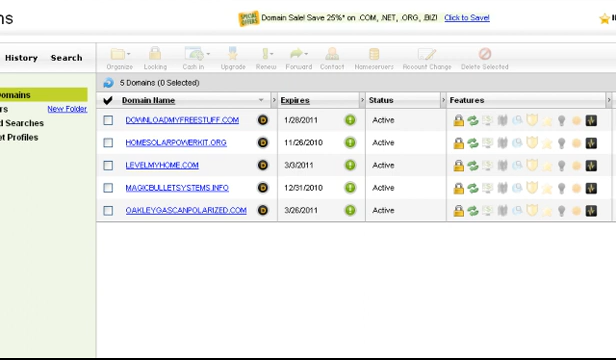 Domain Sale! Save 25%* on .COM, .NET, .ORG, .BIZ! Click to Save!
History Search
Organize Locking Cash in Upgrade Renew Forward Contact Nameservers Account Change Delete Selected
5 Domains (0 Selected)
Domain Name Expires Status Features
New Folder
DOWNLOADMYFREESTUFF.COM 1/28/2011 Active
HOMESOLARPOWERKIT.ORG 11/26/2010 Active
LEVELMYHOME.COM 3/3/2011 Active
MAGICBULLETSYSTEMS.INFO 12/31/2010 Active
OAKLEYGASCANPOLARIZED.COM 3/26/2011 Active
omains
rs
d Searches
et Profiles
ns